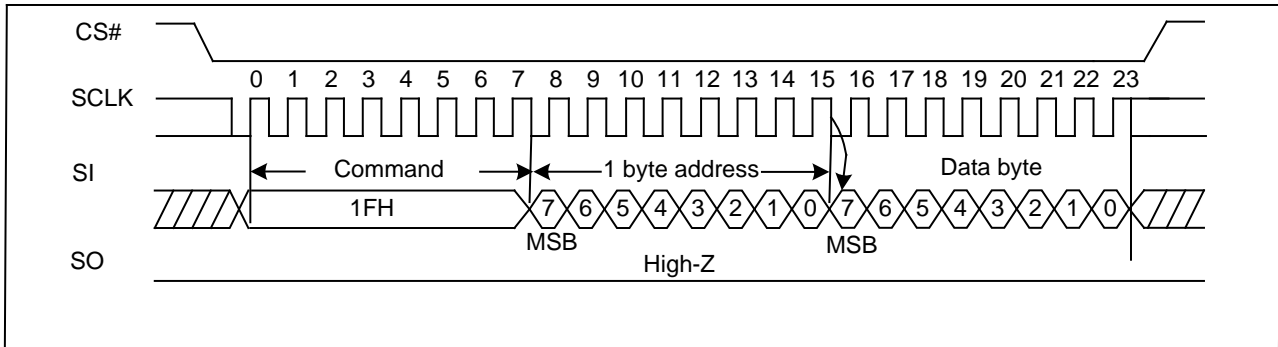 CS#
0 1 2 3 4 5 6 7 8 9 10 11 12 13 14 15 16 17 18 19 20 21 22 23
SCLK
SI Command 1 byte address Data byte
1FH 7 6 5 4 3 2 1 0 7 6 5 4 3 2 1 0
MSB MSB
SO High-Z